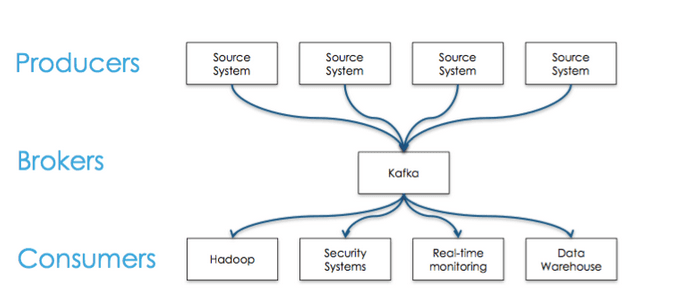 Producers
Source
System
Source
System
Source
System
Source
System
Brokers
Kafka
Consumers
Hadoop
Security
Systems
Real-time
monitoring
Data
Warehouse